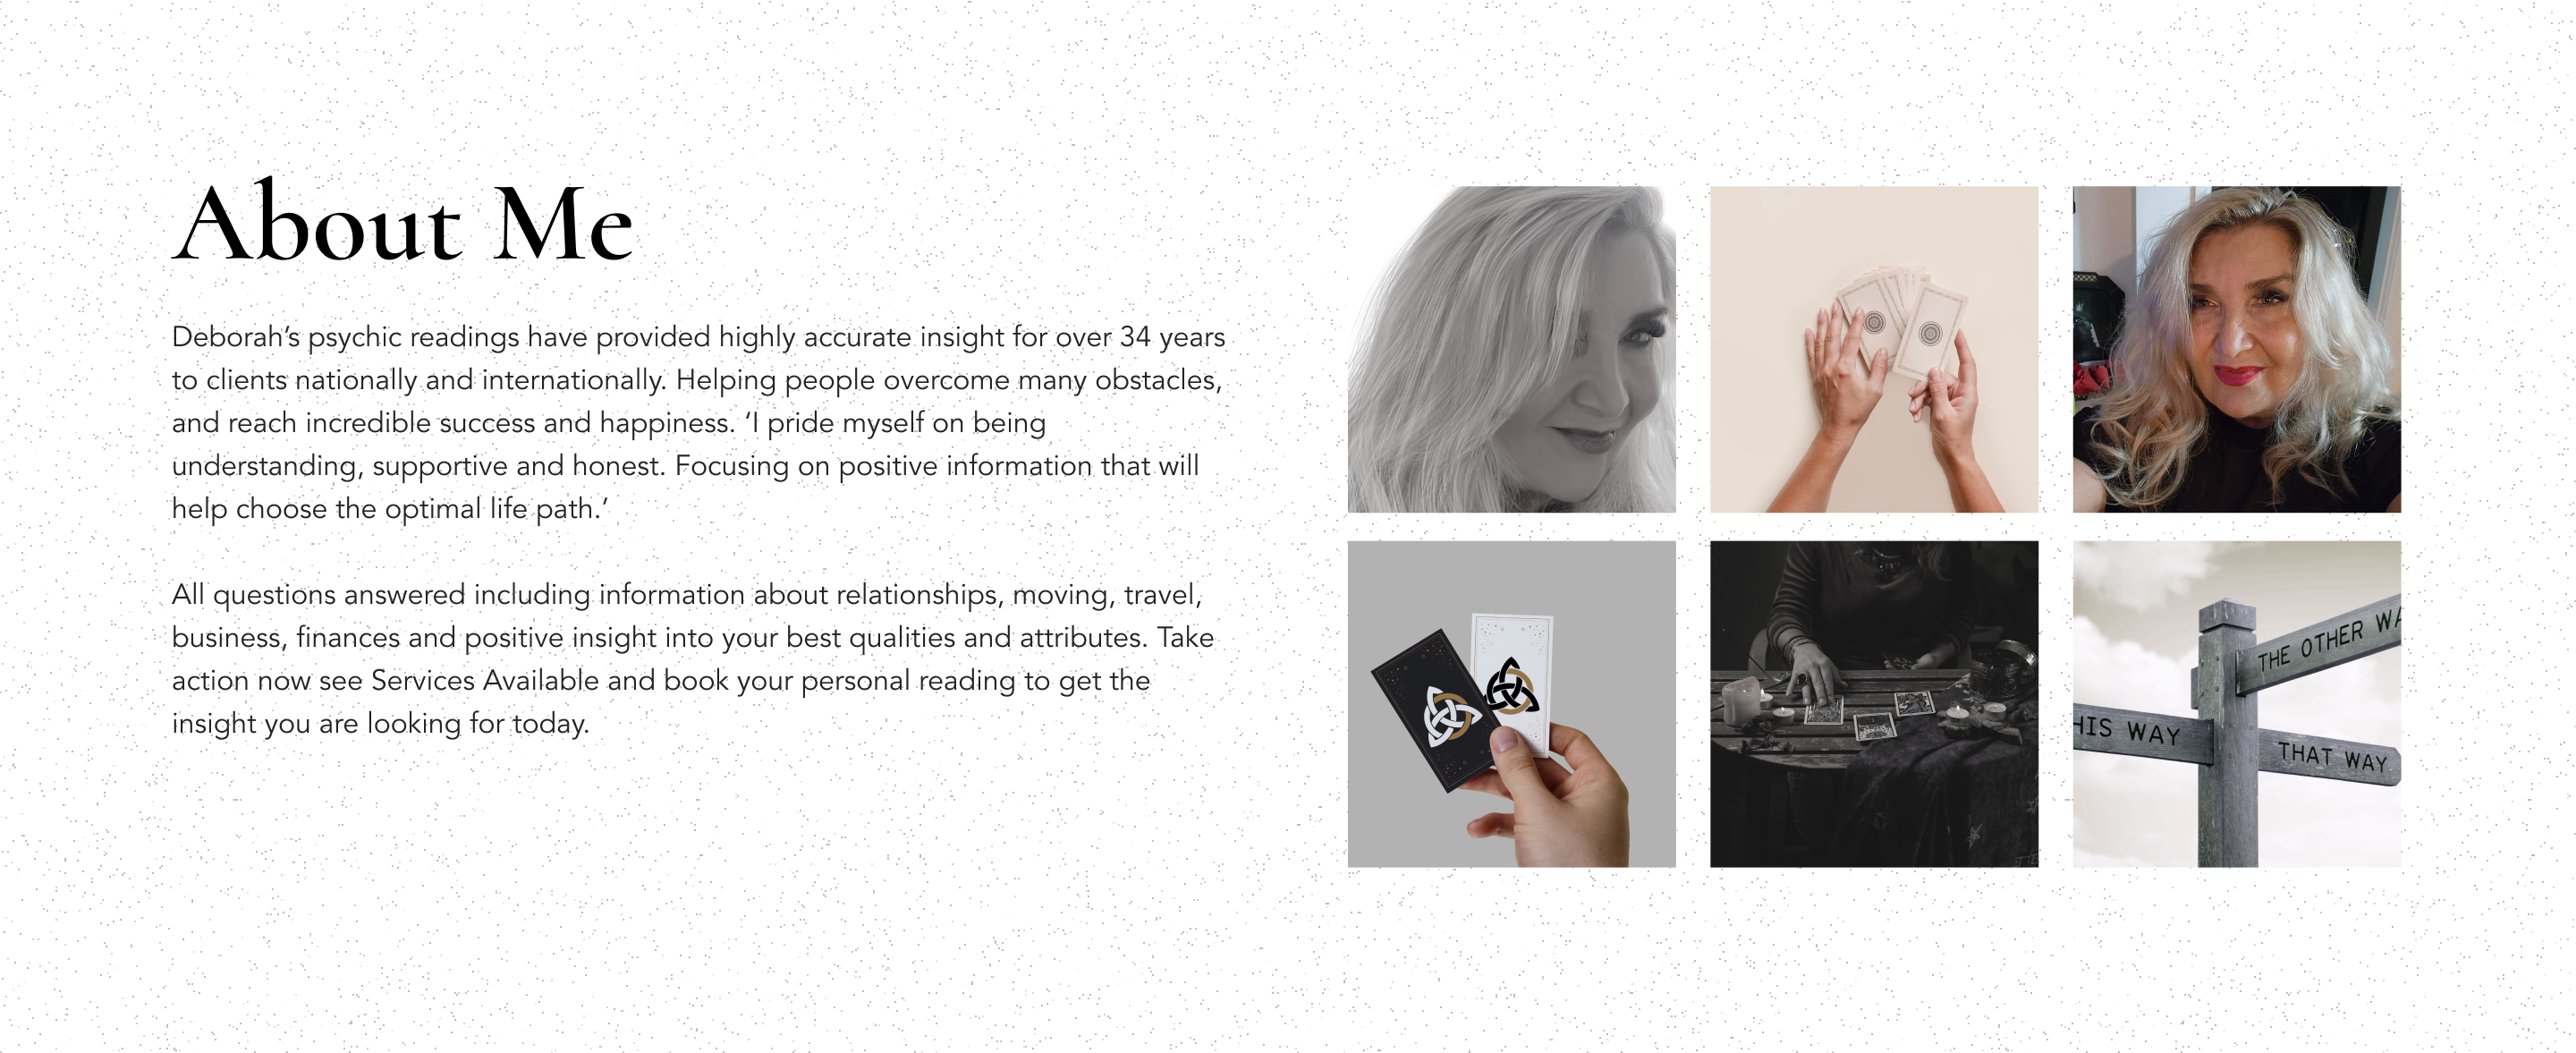 About Me
Deborah’s psychic readings have provided highly accurate insight for over 34 years
to clients nationally and internationally. Helping people overcome many obstacles,
and reach incredible success and happiness. ‘I pride myself on being
understanding, supportive and honest. Focusing on positive information that will
help choose the optimal life path.’
All questions answered including information about relationships, moving, travel,
business, finances and positive insight into your best qualities and attributes. Take
action now see Services Available and book your personal reading to get the
insight you are looking for today.
THE OTHER WA
HIS WAY
THAT WAY